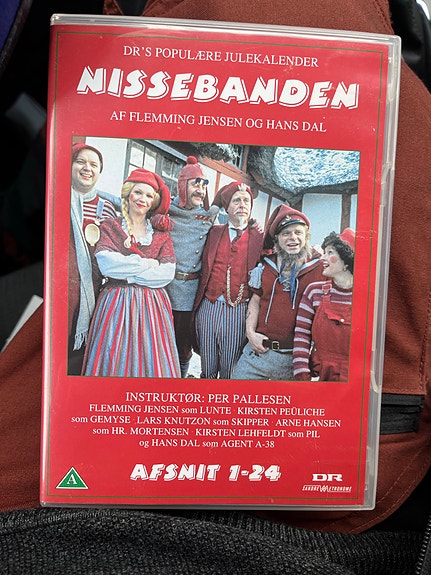 DR'S POPULÆRE JULEKALENDER
NISSEBANDEN
AF FLEMMING JENSEN OG HANS DAL
INSTRUKTØR: PER PALLESEN
FLEMMING JENSEN som LUNTE · KIRSTEN PEÜLICHE
som GEMYSE · LARS KNUTZON som SKIPPER · ARNE HANSEN
som HR. MORTENSEN · KIRSTEN LEHFELDT som PIL
og HANS DAL som AGENT A-38
AFSNIT 1-24
A
DR
SANDREW METRONOME